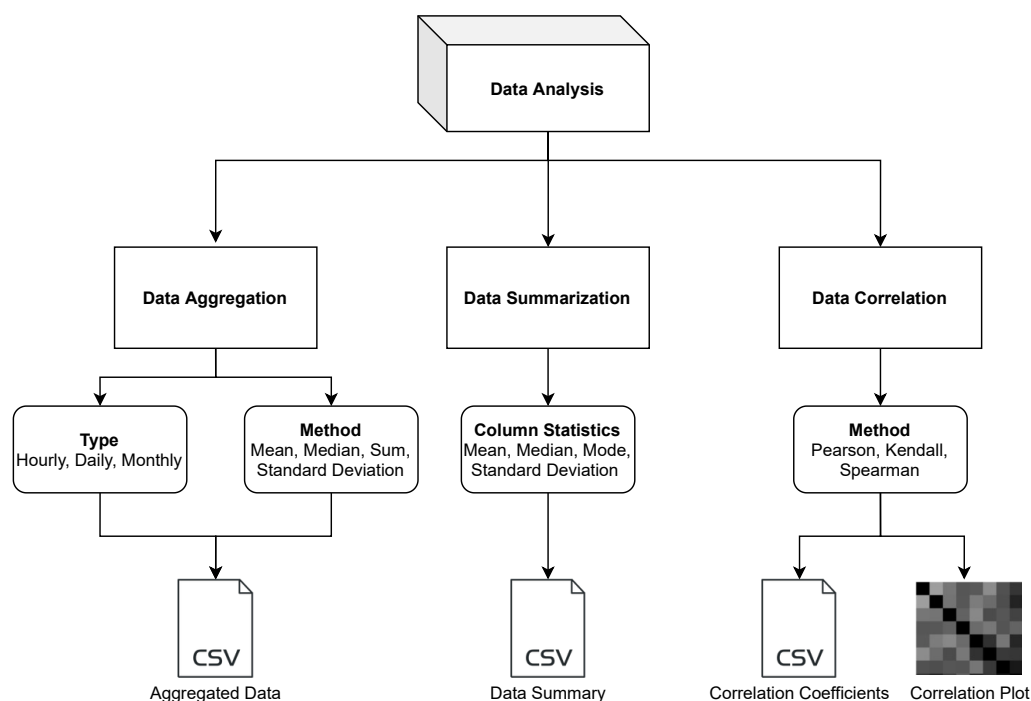 Data Analysis
Data Aggregation
Data Summarization
Data Correlation
Type
Hourly, Daily, Monthly
Method
Mean, Median, Sum,
Standard Deviation
Column Statistics
Mean, Median, Mode,
Standard Deviation
Method
Pearson, Kendall,
Spearman
CSV
Aggregated Data
CSV
Data Summary
CSV
Correlation Coefficients
Correlation Plot